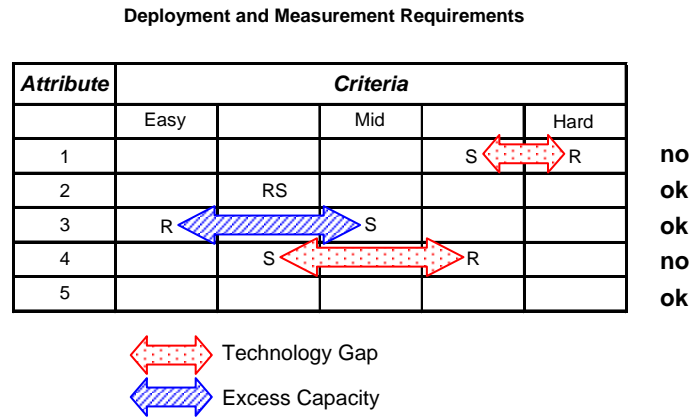 Deployment and Measurement Requirements
Attribute Criteria
Easy Mid Hard
1 S R no
2 RS ok
3 R S ok
4 S R no
5 ok
Technology Gap
Excess Capacity